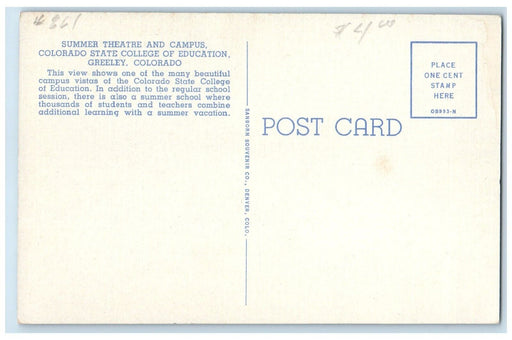 # 861
SUMMER THEATRE AND CAMPUS,
COLORADO STATE COLLEGE OF EDUCATION,
GREELEY, COLORADO
This view shows one of the many beautiful
campus vistas of the Colorado State College
of Education. In addition to the regular school
session, there is also a summer school where
thousands of students and teachers combine
additional learning with a summer vacation.
SANBORN SOUVENIR CO., DENVER, COLO.
POST CARD
PLACE
ONE CENT
STAMP
HERE